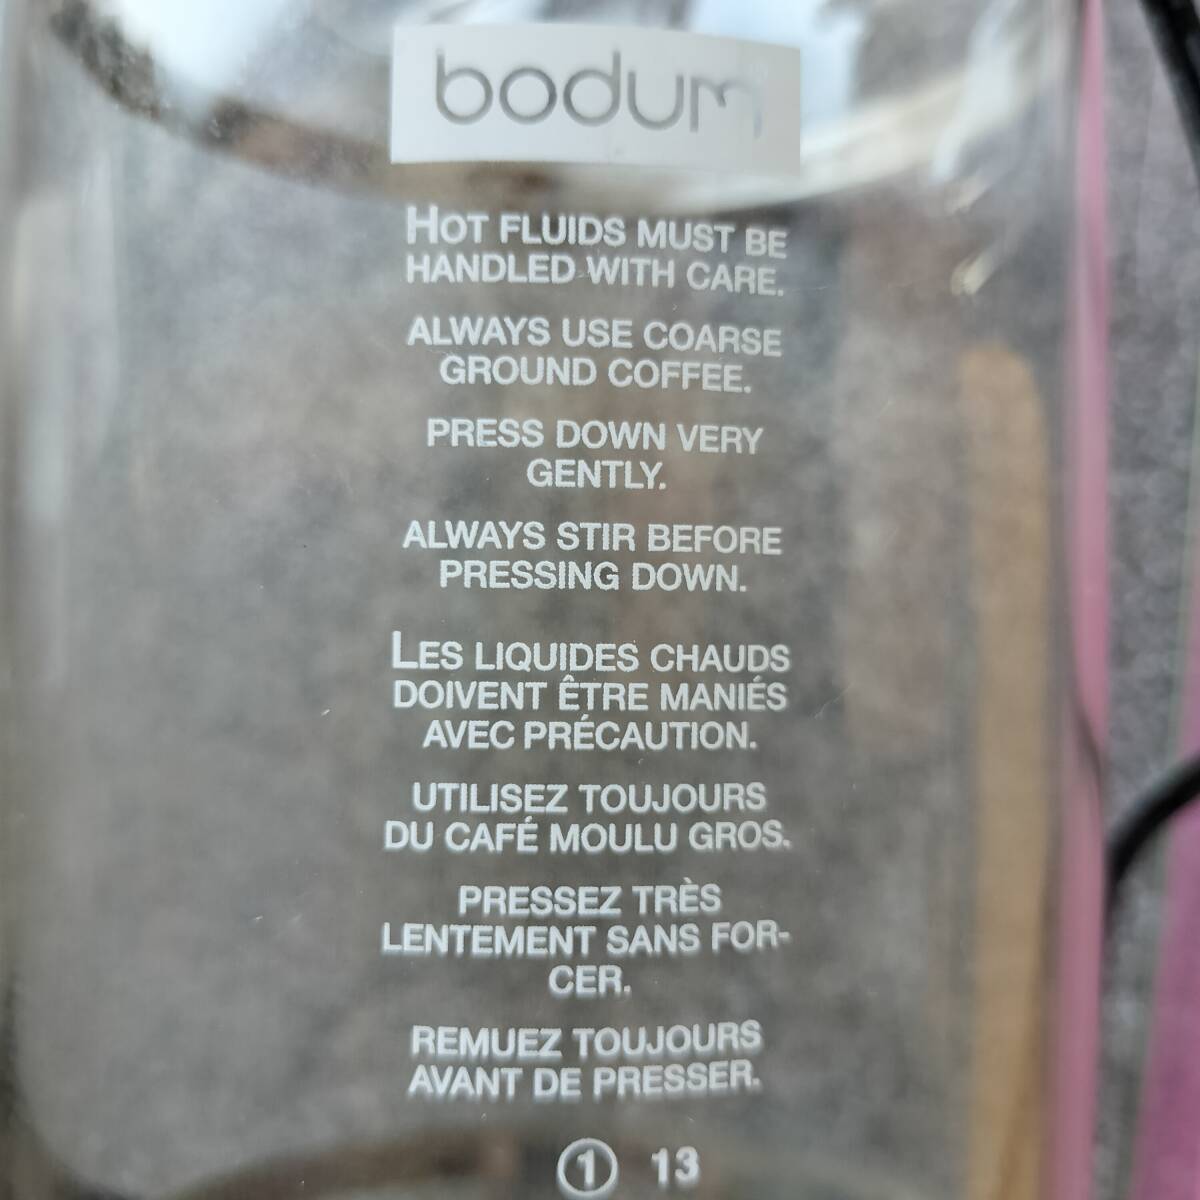 bodum
HOT FLUIDS MUST BE
HANDLED WITH CARE.
ALWAYS USE COARSE
GROUND COFFEE.
PRESS DOWN VERY
GENTLY.
ALWAYS STIR BEFORE
PRESSING DOWN.
LES LIQUIDES CHAUDS
DOIVENT ÊTRE MANIÉS
AVEC PRÉCAUTION.
UTILISEZ TOUJOURS
DU CAFÉ MOULU GROS.
PRESSEZ TRÈS
LENTEMENT SANS FOR-
CER.
REMUEZ TOUJOURS
AVANT DE PRESSER.
① 13